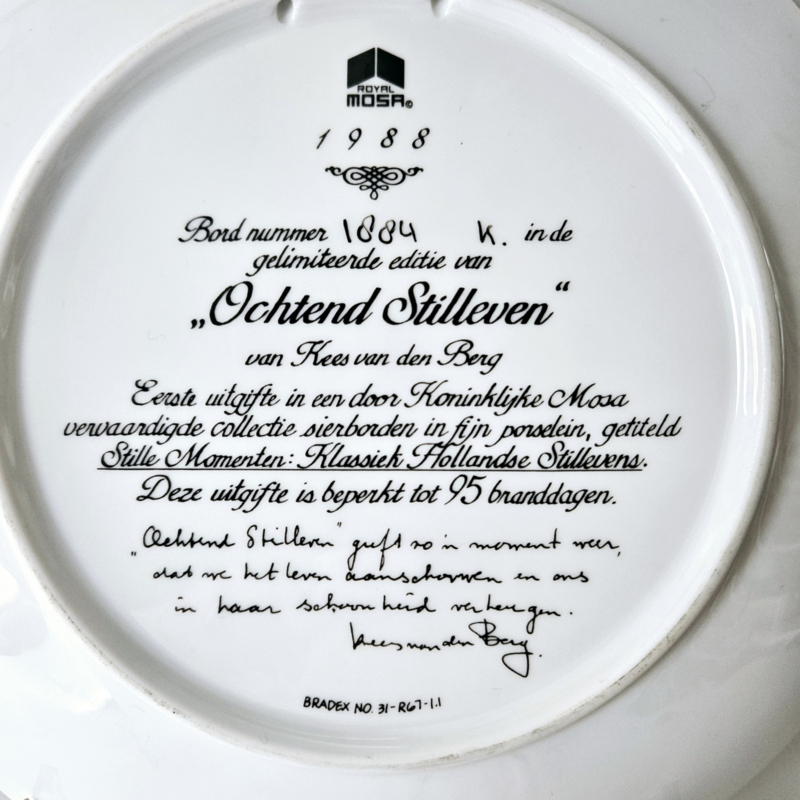 ROYAL
MOSA©
1988
Bord nummer 1884 K. in de
gelimiteerde editie van
„Ochtend Stilleven“
van Kees van den Berg
Eerste uitgifte in een door Koninklijke Mosa
vervaardigde collectie sierborden in fijn porselein, getiteld
Stille Momenten: Klassiek Hollandse Stillevens.
Deze uitgifte is beperkt tot 95 branddagen.
„Ochtend Stilleven" geeft zo'n moment weer,
dat we het leven aanschouwen en ons
in haar schoonheid verheugen.
Kees van den Berg.
BRADEX NO. 31-R67-1.1